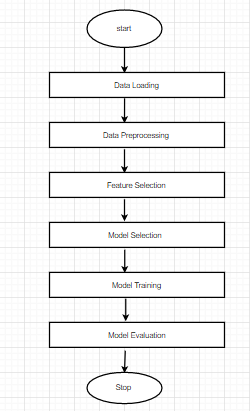 start
Data Loading
Data Preprocessing
Feature Selection
Model Selection
Model Training
Model Evaluation
Stop